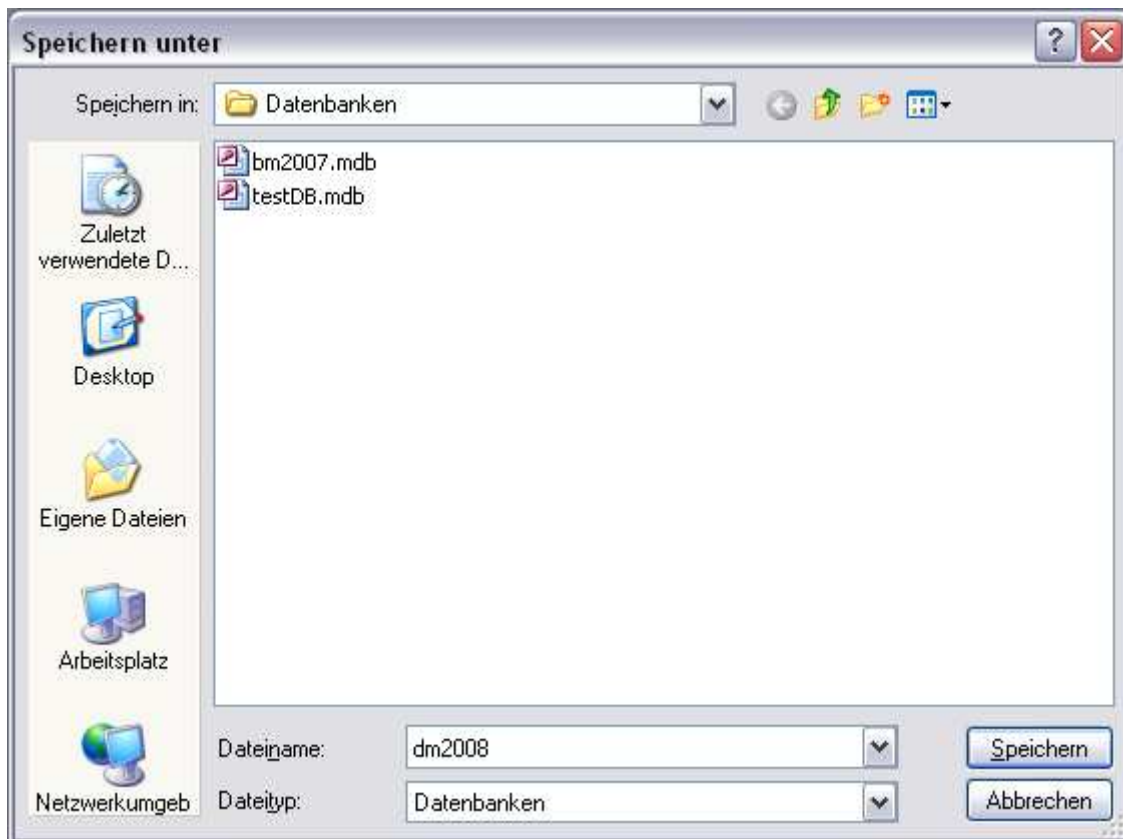 Speichern unter
Speichern in: Datenbanken
bm2007.mdb
testDB.mdb
Zuletzt
verwendete D...
Desktop
Eigene Dateien
Arbeitsplatz
Netzwerkumgeb
Dateiname: dm2008 Speichern
Dateityp: Datenbanken Abbrechen